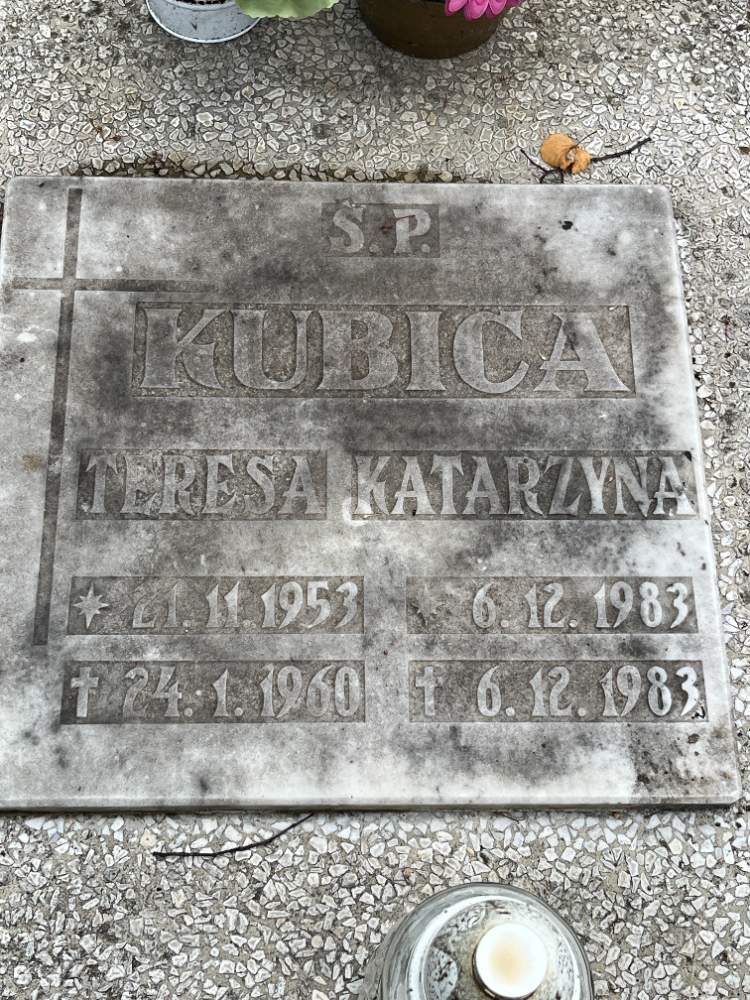 Ś.P.
KUBICA
TERESA KATARZYNA
21.11.1953 6.12.1983
24.1.1960 6.12.1983